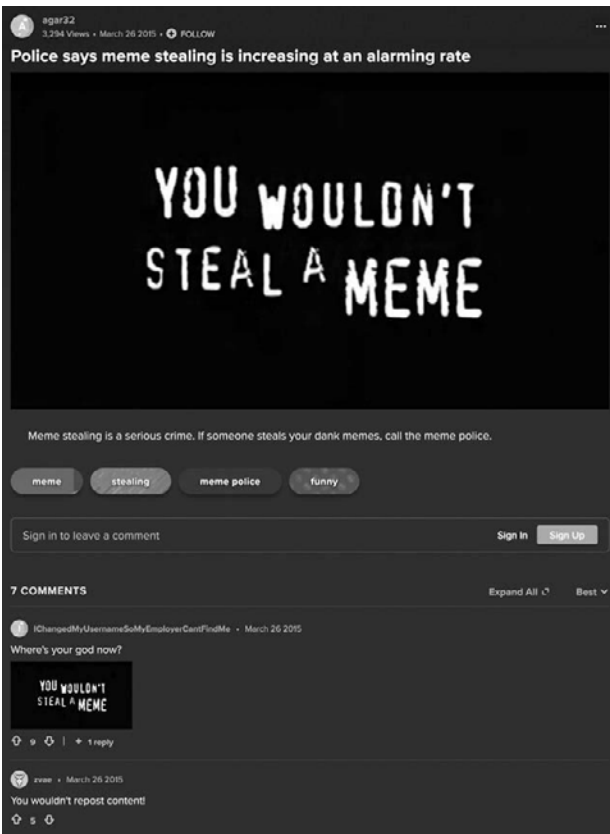 agar32
3,294 Views • March 26 2015 • FOLLOW
Police says meme stealing is increasing at an alarming rate
YOU WOULDN'T
STEAL A MEME
Meme stealing is a serious crime. If someone steals your dank memes, call the meme police.
meme stealing meme police funny
Sign in to leave a comment Sign In Sign Up
7 COMMENTS Expand All Best
IChangedMyUsernameSoMyEmployerCantFindMe • March 26 2015
Where's your god now?
YOU WOULDN'T
STEAL A MEME
9 | + 1 reply
• March 26 2015
You wouldn't repost content!
5